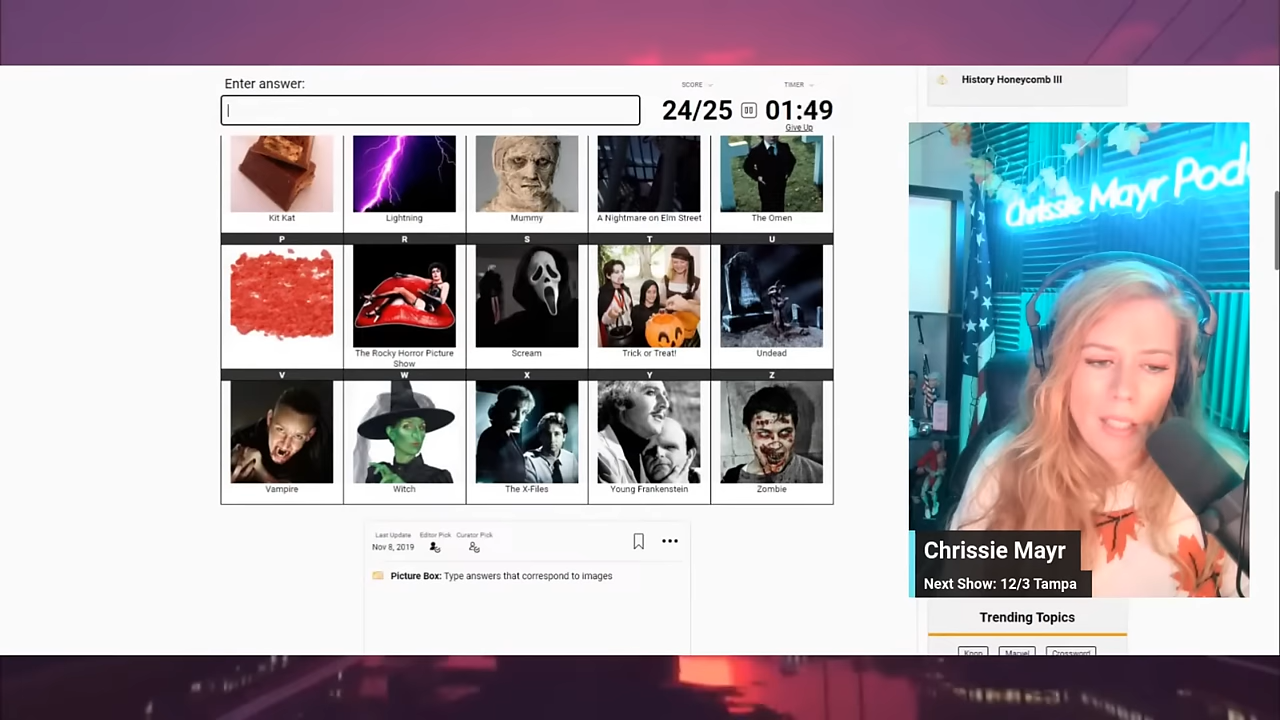 Enter answer:
SCORE
TIMER
24/25
01:49
Give Up
History Honeycomb III
Kit Kat
Lightning
Mummy
A Nightmare on Elm Street
The Omen
P
R
S
T
U
The Rocky Horror Picture
Show
Scream
Trick or Treat!
Undead
V
W
X
Y
Z
Vampire
Witch
The X-Files
Young Frankenstein
Zombie
Last Update
Editor Pick
Curator Pick
Nov 8, 2019
Picture Box: Type answers that correspond to images
Chrissie Mayr Pod
Chrissie Mayr
Next Show: 12/3 Tampa
Trending Topics
Kpop
Marvel
Crossword